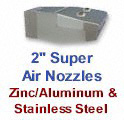 2" Super
Air Nozzles
Zinc/Aluminum &
Stainless Steel